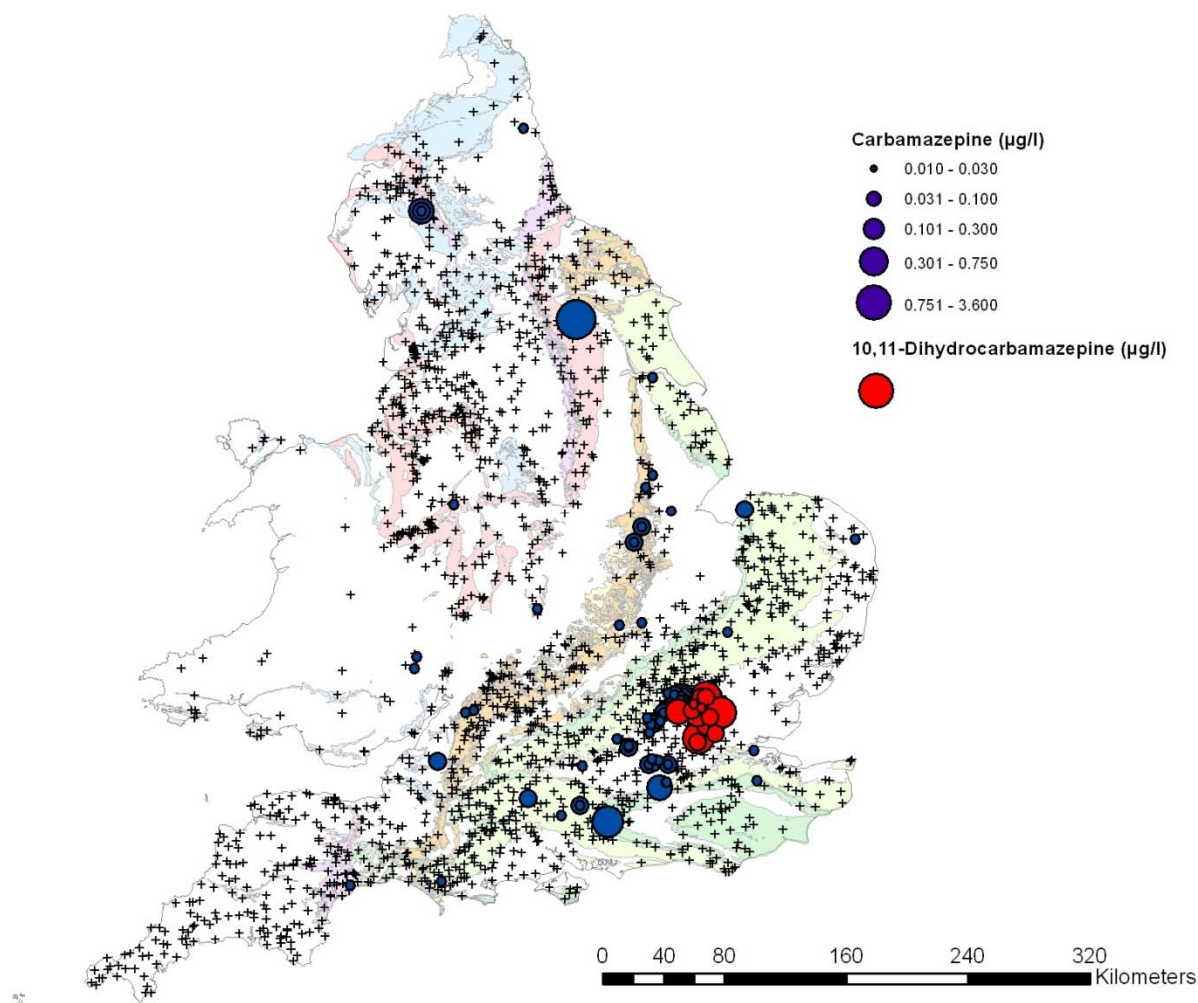 Carbamazepine (µg/l)
0.010 - 0.030
0.031 - 0.100
0.101 - 0.300
0.301 - 0.750
0.751 - 3.600
10,11-Dihydrocarbamazepine (µg/l)
0 40 80 160 240 320
Kilometers